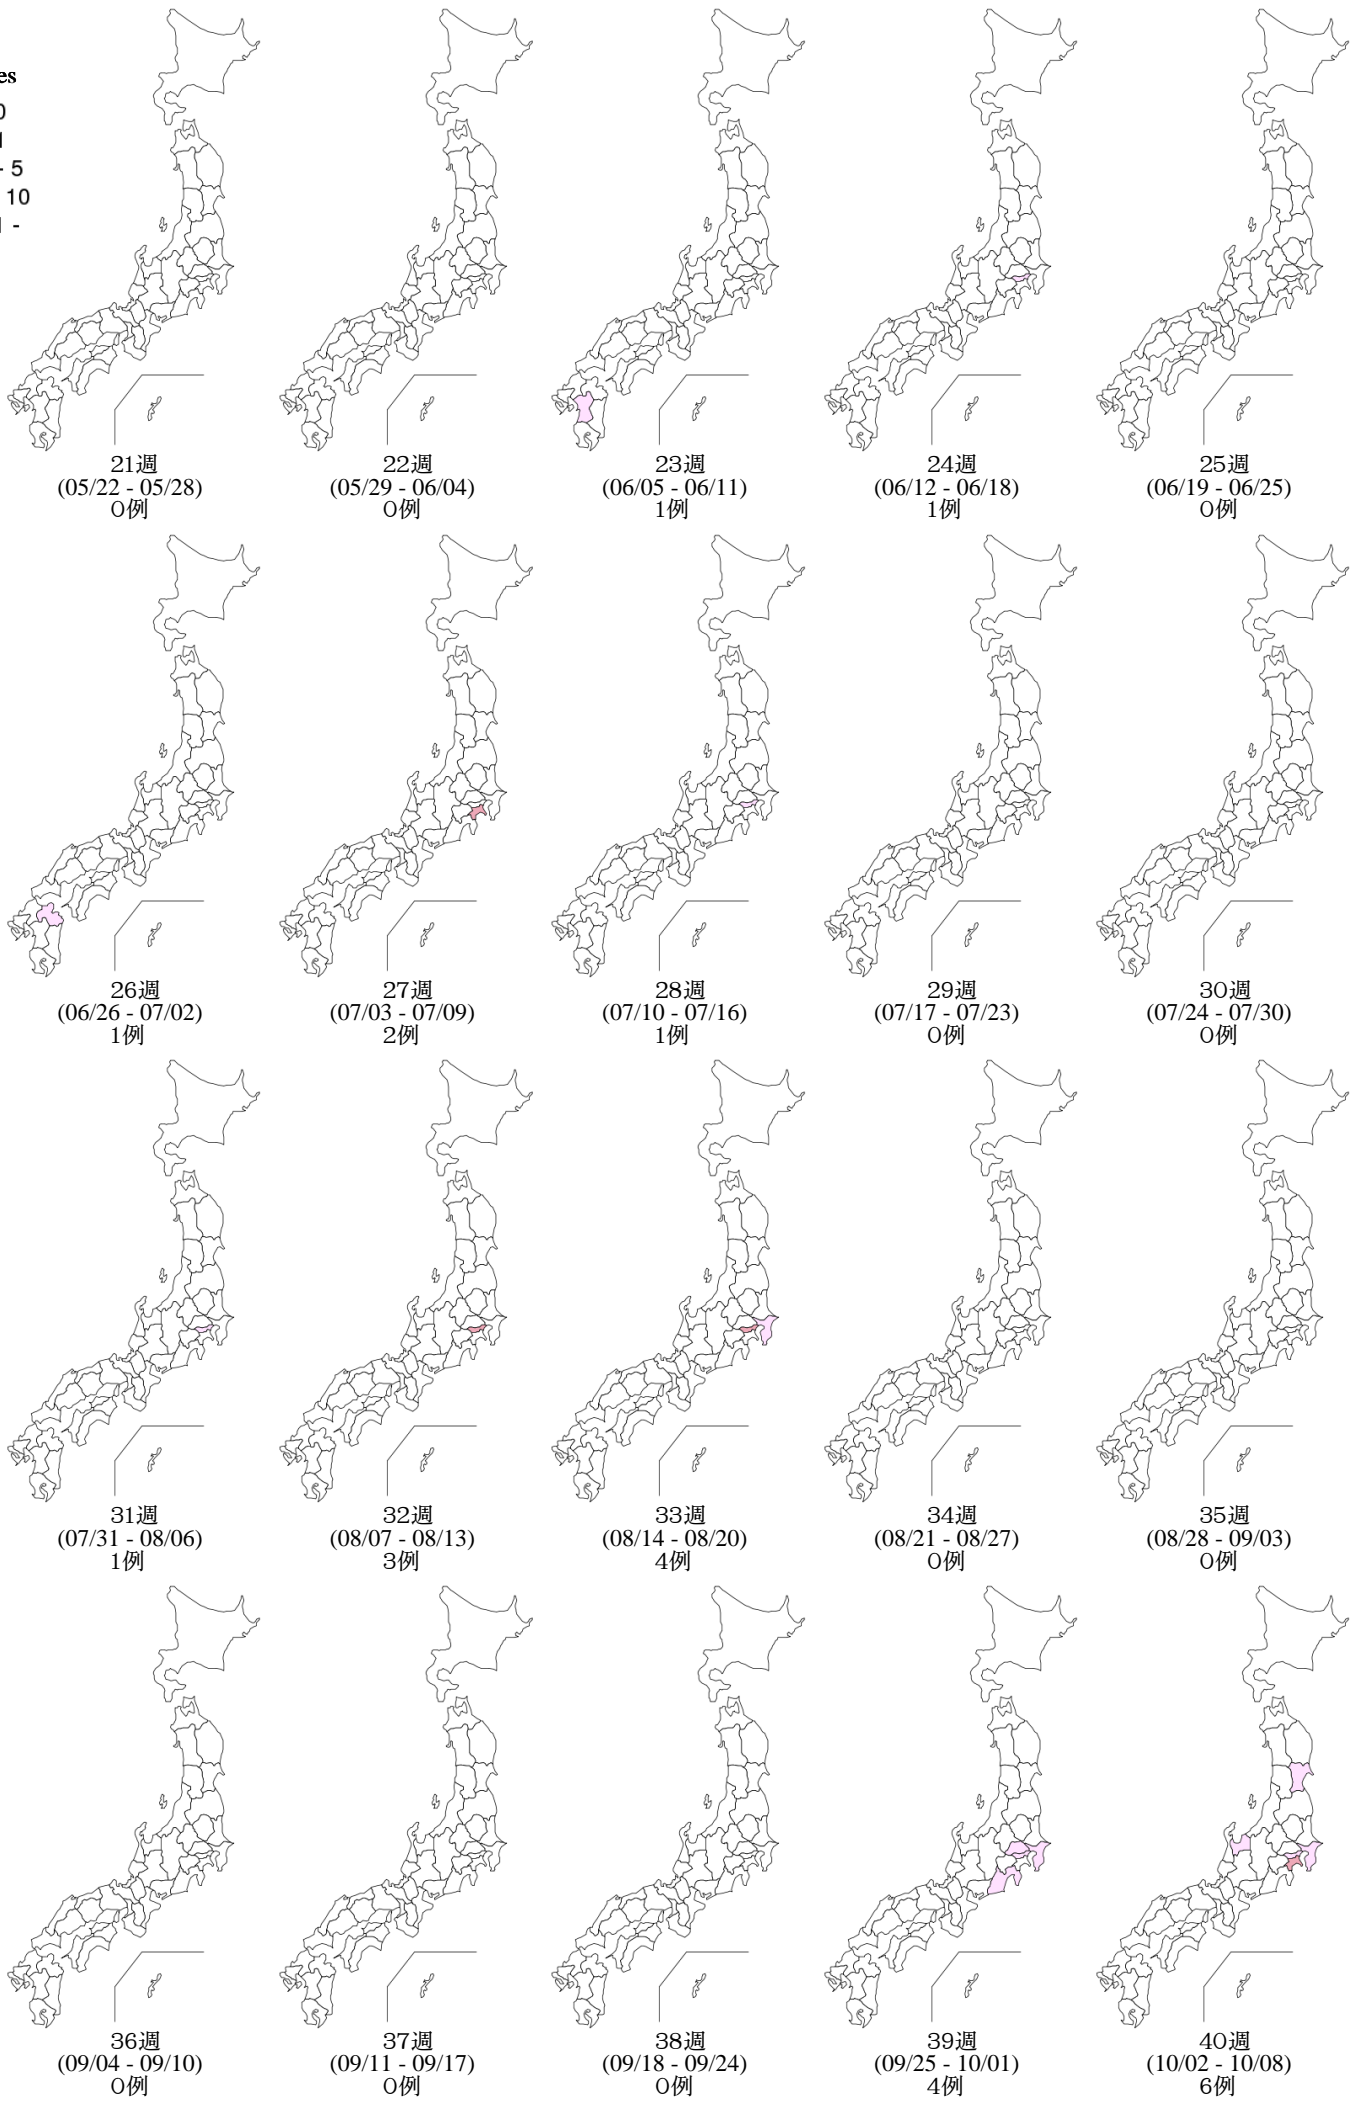 es
0
1
- 5
10
1 -
21週
(05/22 - 05/28)
0例
22週
(05/29 - 06/04)
0例
23週
(06/05 - 06/11)
1例
24週
(06/12 - 06/18)
1例
25週
(06/19 - 06/25)
0例
26週
(06/26 - 07/02)
1例
27週
(07/03 - 07/09)
2例
28週
(07/10 - 07/16)
1例
29週
(07/17 - 07/23)
0例
30週
(07/24 - 07/30)
0例
31週
(07/31 - 08/06)
1例
32週
(08/07 - 08/13)
3例
33週
(08/14 - 08/20)
4例
34週
(08/21 - 08/27)
0例
35週
(08/28 - 09/03)
0例
36週
(09/04 - 09/10)
0例
37週
(09/11 - 09/17)
0例
38週
(09/18 - 09/24)
0例
39週
(09/25 - 10/01)
4例
40週
(10/02 - 10/08)
6例